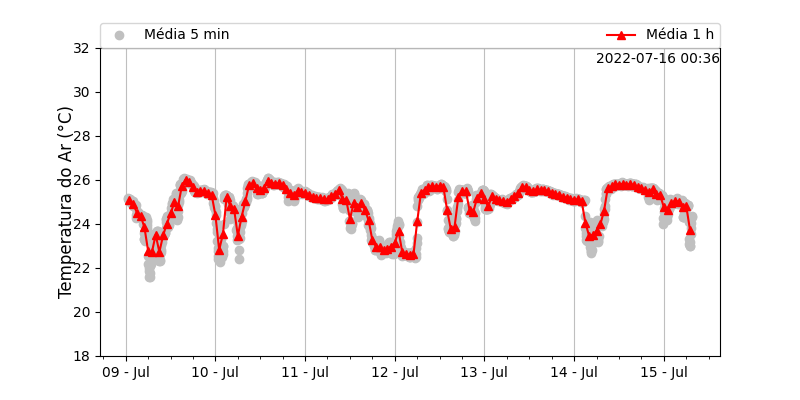 Média 5 min
Média 1 h
2022-07-16 00:36
Temperatura do Ar (°C)
32
30
28
26
24
22
20
18
09 - Jul
10 - Jul
11 - Jul
12 - Jul
13 - Jul
14 - Jul
15 - Jul